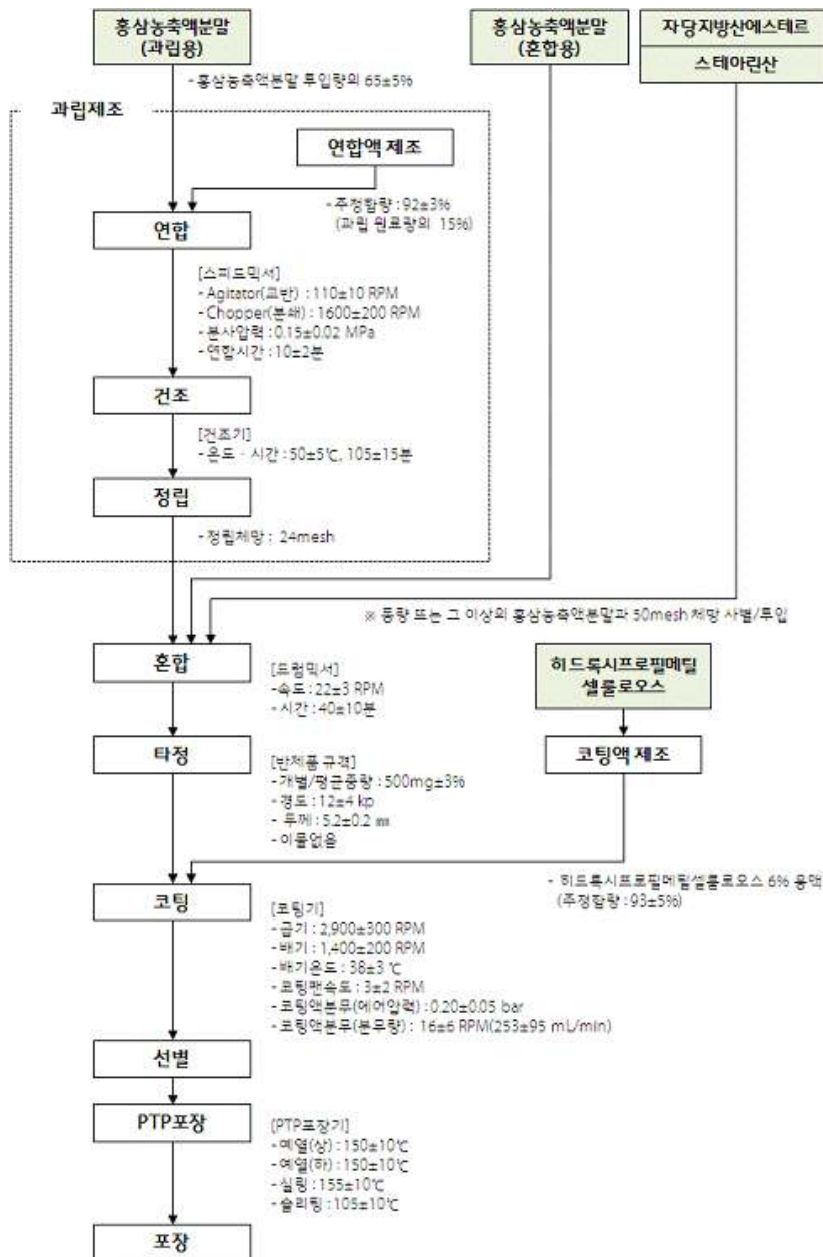 홍삼농축액분말
(과립용)
홍삼농축액분말
(혼합용)
자당지방산에스테르
스테아린산
- 홍삼농축액분말 투입량의 65±5%
과립제조
연합액 제조
- 주정함량 : 92±3%
(과립 원료량의 15%)
연합
[스피드믹서]
- Agitator(교반) : 110±10 RPM
- Chopper(분쇄) : 1600±200 RPM
- 분사압력 : 0.15±0.02 MPa
- 연합시간 : 10±2분
건조
[건조기]
- 온도 · 시간 : 50±5℃, 105±15분
정립
- 정립체망 : 24mesh
※ 동량 또는 그 이상의 홍삼농축액분말과 50mesh 체망 사별/투입
혼합
[드럼믹서]
- 속도 : 22±3 RPM
- 시간 : 40±10분
히드록시프로필메틸
셀룰로오스
타정
[반제품 규격]
- 개별/평균중량 : 500mg±3%
- 경도 : 12±4 kp
- 두께 : 5.2±0.2 ㎜
- 이물없음
코팅액 제조
- 히드록시프로필메틸셀룰로오스 6% 용액
(주정함량 : 93±5%)
코팅
[코팅기]
- 급기 : 2,900±300 RPM
- 배기 : 1,400±200 RPM
- 배기온도 : 38±3 ℃
- 코팅팬속도 : 3±2 RPM
- 코팅액분무(에어압력) : 0.20±0.05 bar
- 코팅액분무(분무량) : 16±6 RPM(253±95 mL/min)
선별
PTP포장
[PTP포장기]
- 예열(상) : 150±10℃
- 예열(하) : 150±10℃
- 실링 : 155±10℃
- 슬리팅 : 105±10℃
포장